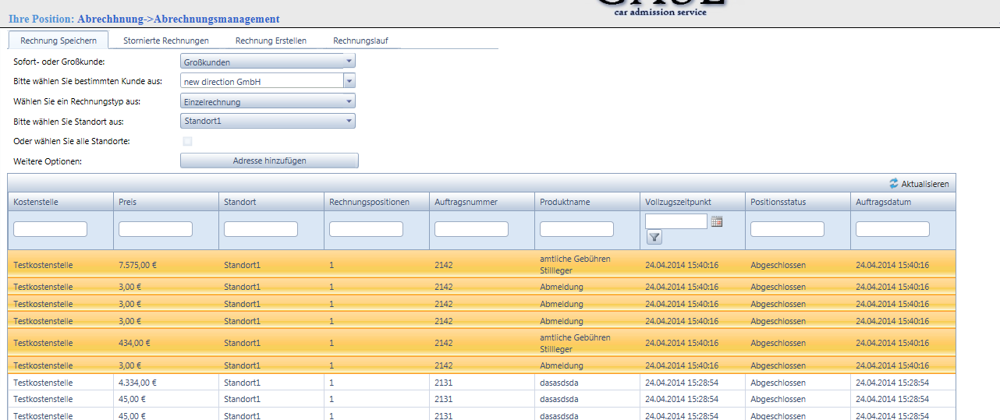 car admission service
Ihre Position: Abrechhnung->Abrechnungsmanagement
Rechnung Speichern Stornierte Rechnungen Rechnung Erstellen Rechnungslauf
Sofort- oder Großkunde: Großkunden
Bitte wählen Sie bestimmten Kunde aus: new direction GmbH
Wählen Sie ein Rechnungstyp aus: Einzelrechnung
Bitte wählen Sie Standort aus: Standort1
Oder wählen Sie alle Standorte:
Weitere Optionen: Adresse hinzufügen
Aktualisieren
Kostenstelle Preis Standort Rechnungspositionen Auftragsnummer Produktname Vollzugszeitpunkt Positionsstatus Auftragsdatum
Testkostenstelle 7.575,00 € Standort1 1 2142 amtliche Gebühren Stillleger 24.04.2014 15:40:16 Abgeschlossen 24.04.2014 15:40:16
Testkostenstelle 3,00 € Standort1 1 2142 Abmeldung 24.04.2014 15:40:16 Abgeschlossen 24.04.2014 15:40:16
Testkostenstelle 3,00 € Standort1 1 2142 Abmeldung 24.04.2014 15:40:16 Abgeschlossen 24.04.2014 15:40:16
Testkostenstelle 3,00 € Standort1 1 2142 Abmeldung 24.04.2014 15:40:16 Abgeschlossen 24.04.2014 15:40:16
Testkostenstelle 434,00 € Standort1 1 2142 amtliche Gebühren Stillleger 24.04.2014 15:40:16 Abgeschlossen 24.04.2014 15:40:16
Testkostenstelle 3,00 € Standort1 1 2142 Abmeldung 24.04.2014 15:40:16 Abgeschlossen 24.04.2014 15:40:16
Testkostenstelle 4.334,00 € Standort1 1 2131 dasasdsda 24.04.2014 15:28:54 Abgeschlossen 24.04.2014 15:28:54
Testkostenstelle 45,00 € Standort1 1 2131 dasasdsda 24.04.2014 15:28:54 Abgeschlossen 24.04.2014 15:28:54
Testkostenstelle 45,00 € Standort1 1 2131 dasasdsda 24.04.2014 15:28:54 Abgeschlossen 24.04.2014 15:28:54